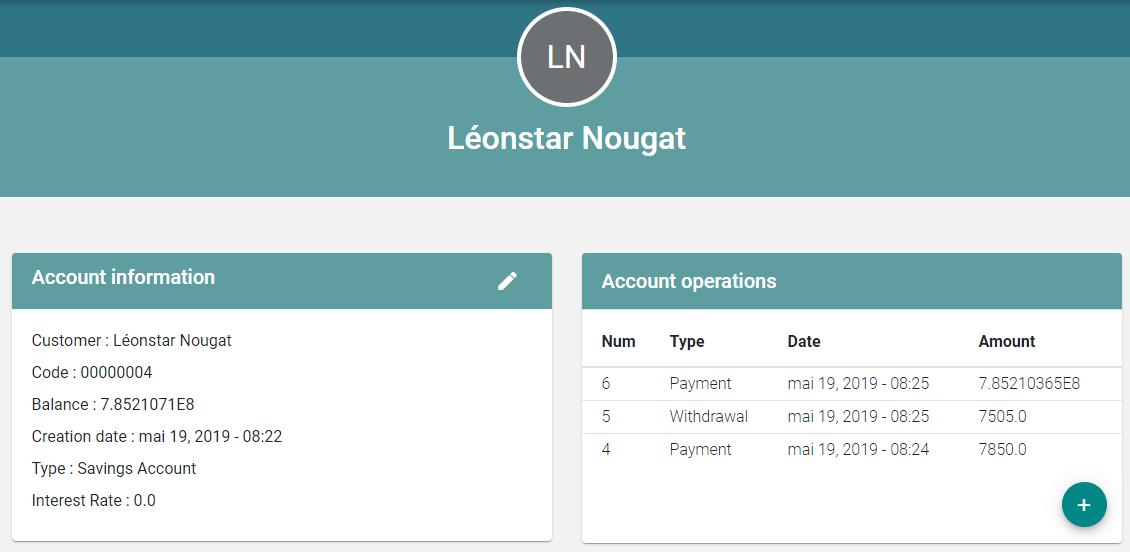 LN
Léonstar Nougat
Account information
Customer : Léonstar Nougat
Code : 00000004
Balance : 7.8521071E8
Creation date : mai 19, 2019 - 08:22
Type : Savings Account
Interest Rate : 0.0
Account operations
Num Type Date Amount
6 Payment mai 19, 2019 - 08:25 7.85210365E8
5 Withdrawal mai 19, 2019 - 08:25 7505.0
4 Payment mai 19, 2019 - 08:24 7850.0
+